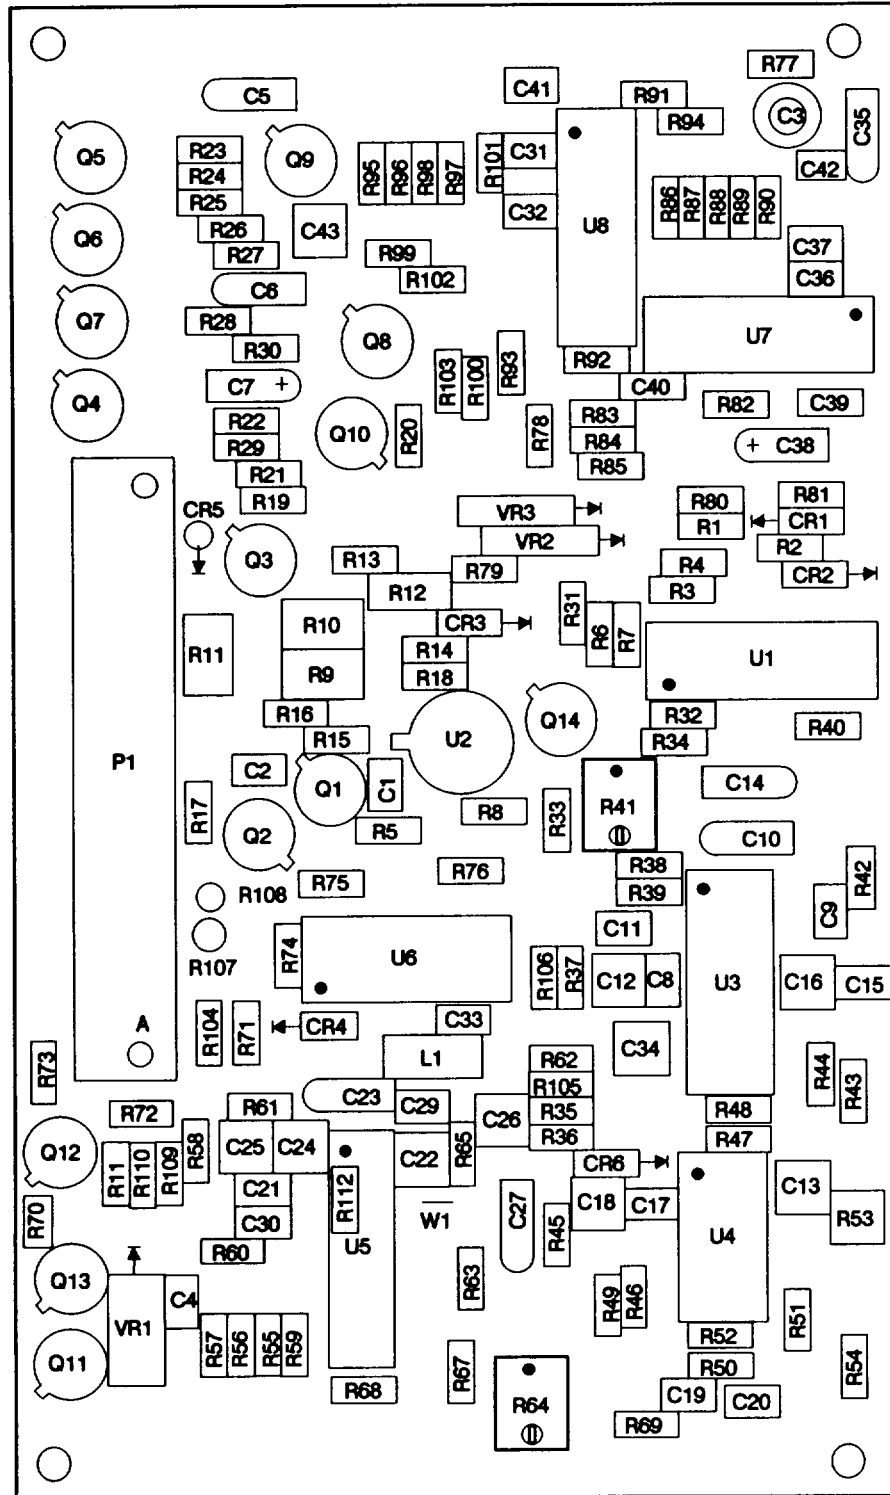 R77
C5
C41
R91
C3
C35
R94
Q5
R23
Q9
R95
R96
R98
R97
R101
C31
C42
R24
R25
C32
U8
R86
R87
R88
R89
R90
Q6
R26
C43
R27
R99
C37
R102
C36
C6
Q7
R28
Q8
U7
R30
R103
R100
R93
R92
C7 +
C40
Q4
R82
C39
R22
Q10
R20
R78
R83
R29
R84
+ C38
R21
R85
R19
CR5
VR3
R80
R81
R1
CR1
VR2
R2
Q3
R13
R79
R4
CR2
R12
R3
R31
R10
CR3
R6
R7
R11
R14
U1
R9
R18
R16
Q14
R32
R40
P1
R15
U2
R34
C2
Q1
C1
C14
R17
R8
R33
R41
Q2
R5
C10
R38
R76
R42
R75
R39
R108
C9
C11
R107
R74
U6
R106
R37
C12
C8
U3
C16
C15
A
R104
R71
CR4
C33
C34
R73
L1
R62
R44
R43
R105
C23
C29
R72
R61
C26
R35
R48
R58
R36
R47
Q12
C25
C24
C22
R65
CR6
R11
R110
R109
C21
R112
C27
C18
C17
C13
R70
C30
W1
R45
R53
R60
U5
U4
Q13
C4
R63
R49
R46
R51
VR1
R57
R56
R55
R59
R52
Q11
R67
R50
R54
R68
R64
C19
C20
R69